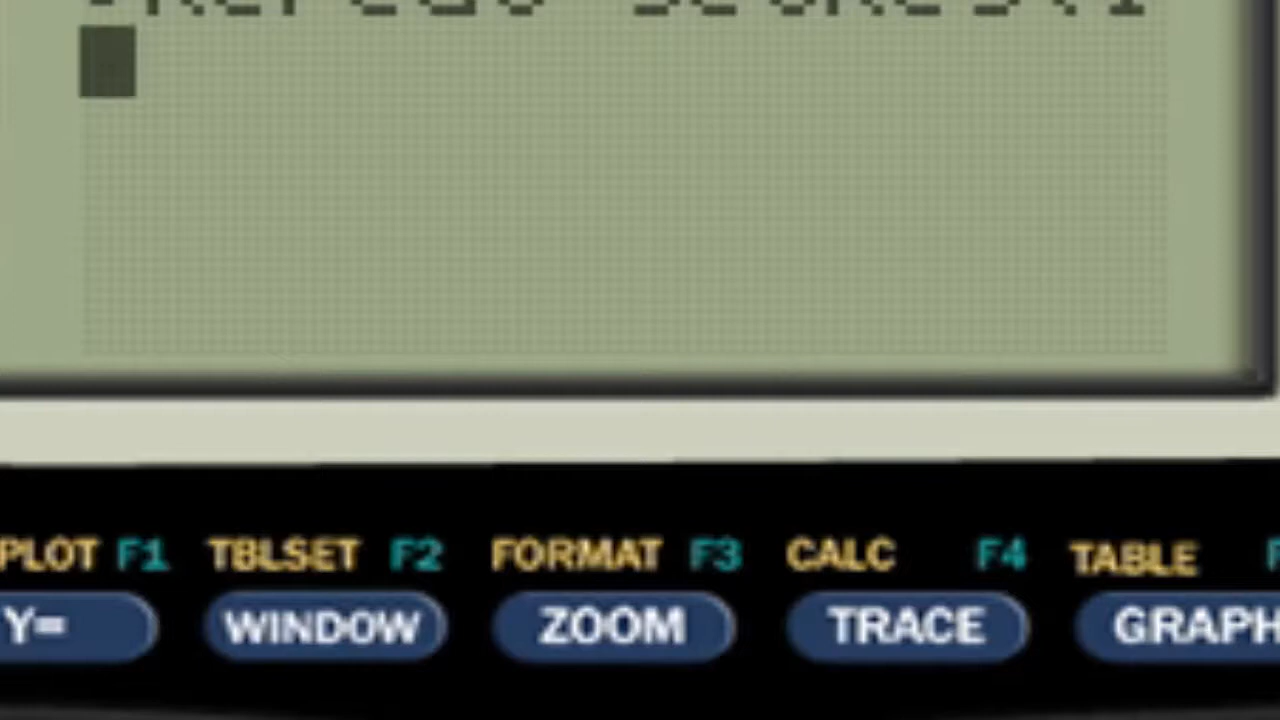 PLOT F1 TBLSET F2 FORMAT F3 CALC F4 TABLE
Y= WINDOW ZOOM TRACE GRAPH